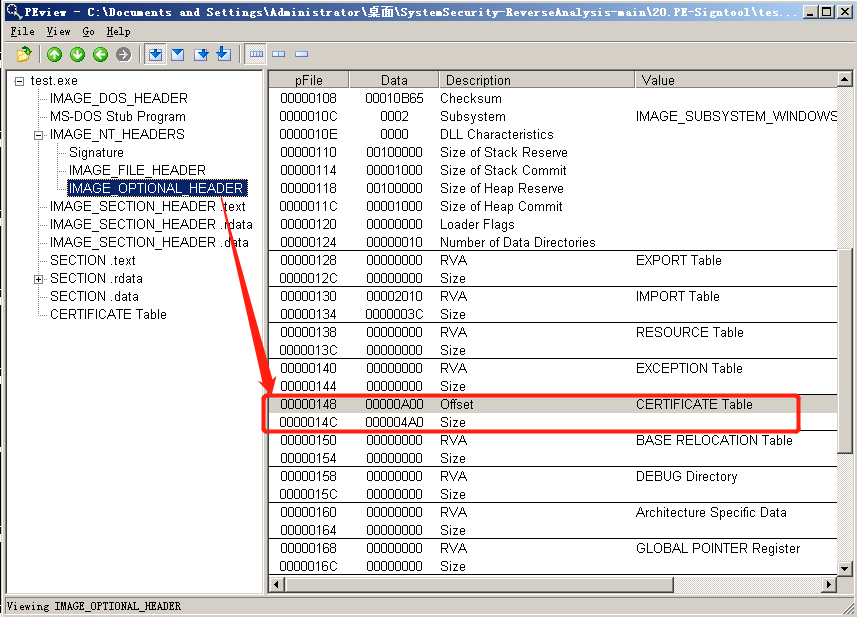 PEview - C:\Documents and Settings\Administrator\桌面\SystemSecurity-ReverseAnalysis-main\20.PE-Signtool\tes...
File View Go Help
test.exe
IMAGE_DOS_HEADER
MS-DOS Stub Program
IMAGE_NT_HEADERS
Signature
IMAGE_FILE_HEADER
IMAGE_OPTIONAL_HEADER
IMAGE_SECTION_HEADER .text
IMAGE_SECTION_HEADER .rdata
IMAGE_SECTION_HEADER .data
SECTION .text
SECTION .rdata
SECTION .data
CERTIFICATE Table
pFile Data Description Value
00000108 00010B65 Checksum
0000010C 0002 Subsystem IMAGE_SUBSYSTEM_WINDOWS
0000010E 0000 DLL Characteristics
00000110 00100000 Size of Stack Reserve
00000114 00001000 Size of Stack Commit
00000118 00100000 Size of Heap Reserve
0000011C 00001000 Size of Heap Commit
00000120 00000000 Loader Flags
00000124 00000010 Number of Data Directories
00000128 00000000 RVA EXPORT Table
0000012C 00000000 Size
00000130 00002010 RVA IMPORT Table
00000134 0000003C Size
00000138 00000000 RVA RESOURCE Table
0000013C 00000000 Size
00000140 00000000 RVA EXCEPTION Table
00000144 00000000 Size
00000148 00000A00 Offset CERTIFICATE Table
0000014C 000004A0 Size
00000150 00000000 RVA BASE RELOCATION Table
00000154 00000000 Size
00000158 00000000 RVA DEBUG Directory
0000015C 00000000 Size
00000160 00000000 RVA Architecture Specific Data
00000164 00000000 Size
00000168 00000000 RVA GLOBAL POINTER Register
0000016C 00000000 Size
Viewing IMAGE_OPTIONAL_HEADER